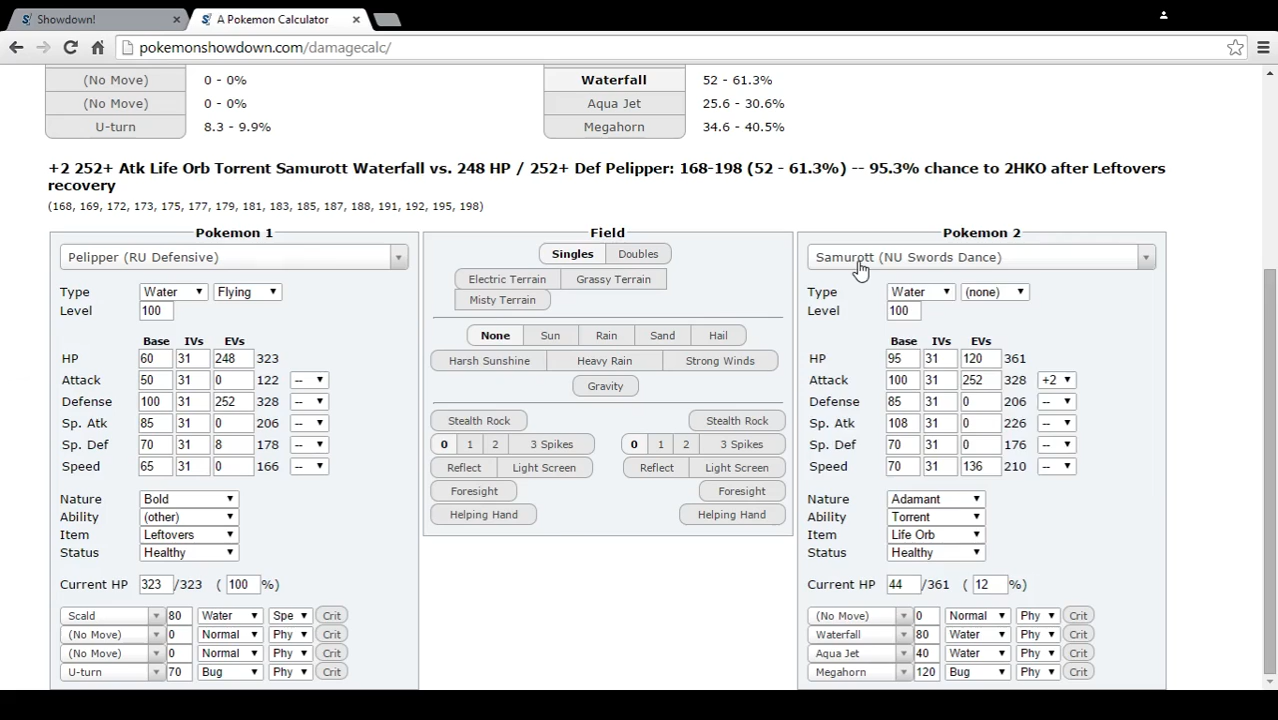 Showdown! ×
A Pokemon Calculator ×
pokemonshowdown.com/damagecalc/
(No Move) 0 - 0%
(No Move) 0 - 0%
U-turn 8.3 - 9.9%
Waterfall 52 - 61.3%
Aqua Jet 25.6 - 30.6%
Megahorn 34.6 - 40.5%
+2 252+ Atk Life Orb Torrent Samurott Waterfall vs. 248 HP / 252+ Def Pelipper: 168-198 (52 - 61.3%) -- 95.3% chance to 2HKO after Leftovers
recovery
(168, 169, 172, 173, 175, 177, 179, 181, 183, 185, 187, 188, 191, 192, 195, 198)
Pokemon 1
Pelipper (RU Defensive)
Type Water Flying
Level 100
Base IVs EVs
HP 60 31 248 323
Attack 50 31 0 122 --
Defense 100 31 252 328 --
Sp. Atk 85 31 0 206 --
Sp. Def 70 31 8 178 --
Speed 65 31 0 166 --
Nature Bold
Ability (other)
Item Leftovers
Status Healthy
Current HP 323 /323 ( 100 %)
Scald 80 Water Spe Crit
(No Move) 0 Normal Phy Crit
(No Move) 0 Normal Phy Crit
U-turn 70 Bug Phy Crit
Field
Singles Doubles
Electric Terrain Grassy Terrain
Misty Terrain
None Sun Rain Sand Hail
Harsh Sunshine Heavy Rain Strong Winds
Gravity
Stealth Rock Stealth Rock
0 1 2 3 Spikes 0 1 2 3 Spikes
Reflect Light Screen Reflect Light Screen
Foresight Foresight
Helping Hand Helping Hand
Pokemon 2
Samurott (NU Swords Dance)
Type Water (none)
Level 100
Base IVs EVs
HP 95 31 120 361
Attack 100 31 252 328 +2
Defense 85 31 0 206 --
Sp. Atk 108 31 0 226 --
Sp. Def 70 31 0 176 --
Speed 70 31 136 210 --
Nature Adamant
Ability Torrent
Item Life Orb
Status Healthy
Current HP 44 /361 ( 12 %)
(No Move) 0 Normal Phy Crit
Waterfall 80 Water Phy Crit
Aqua Jet 40 Water Phy Crit
Megahorn 120 Bug Phy Crit